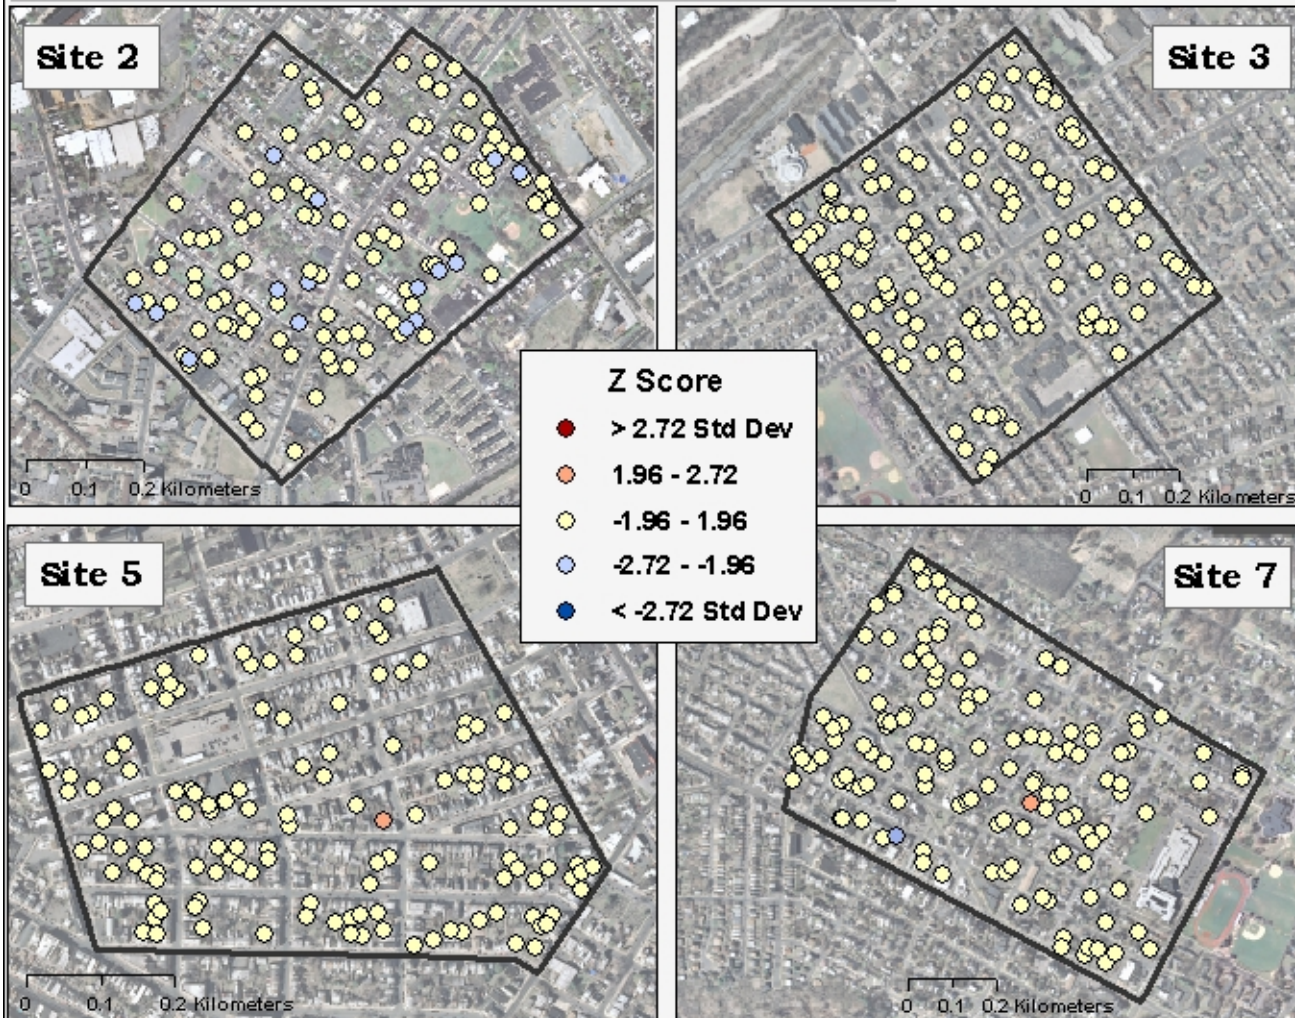 Site 2
Site 3
Z Score
> 2.72 Std Dev
1.96 - 2.72
-1.96 - 1.96
-2.72 - -1.96
< -2.72 Std Dev
0 0.1 0.2 Kilometers
0 0.1 0.2 Kilometers
Site 5
Site 7
0 0.1 0.2 Kilometers
0 0.1 0.2 Kilometers